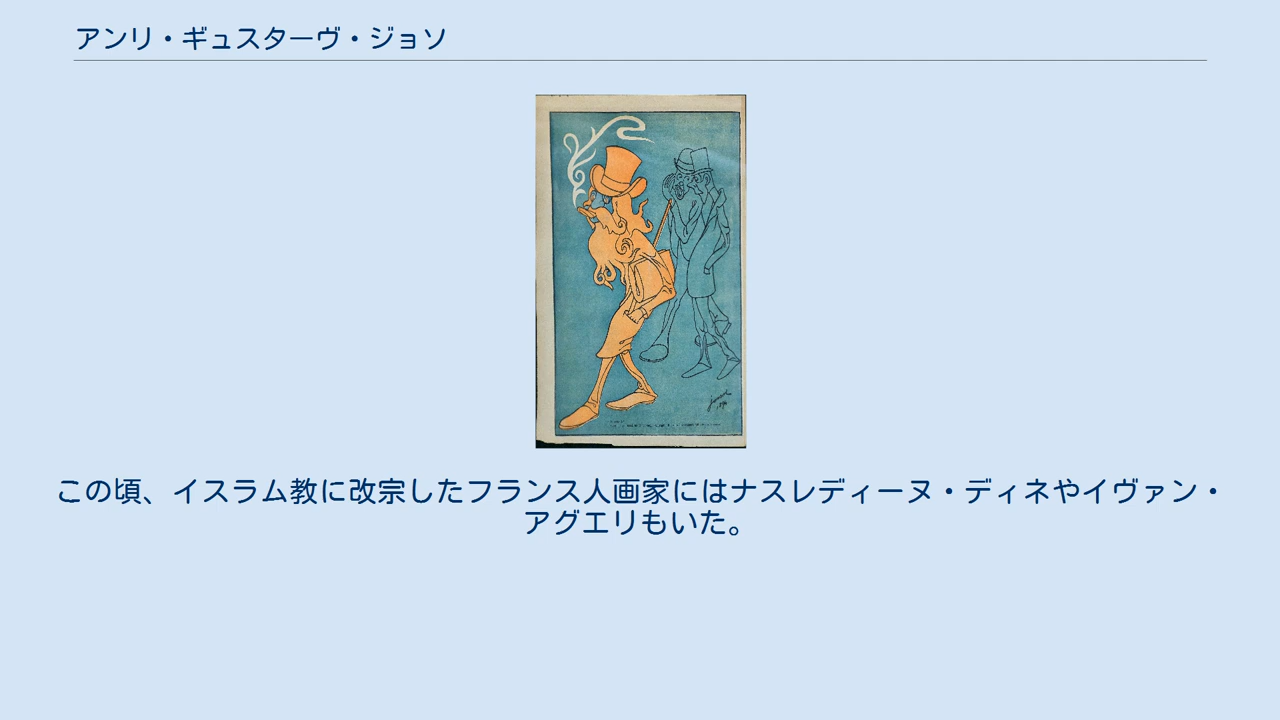 アンリ・ギュスターヴ・ジョソ
この頃、イスラム教に改宗したフランス人画家にはナスレディーヌ・ディネやイヴァン・
アグエリもいた。